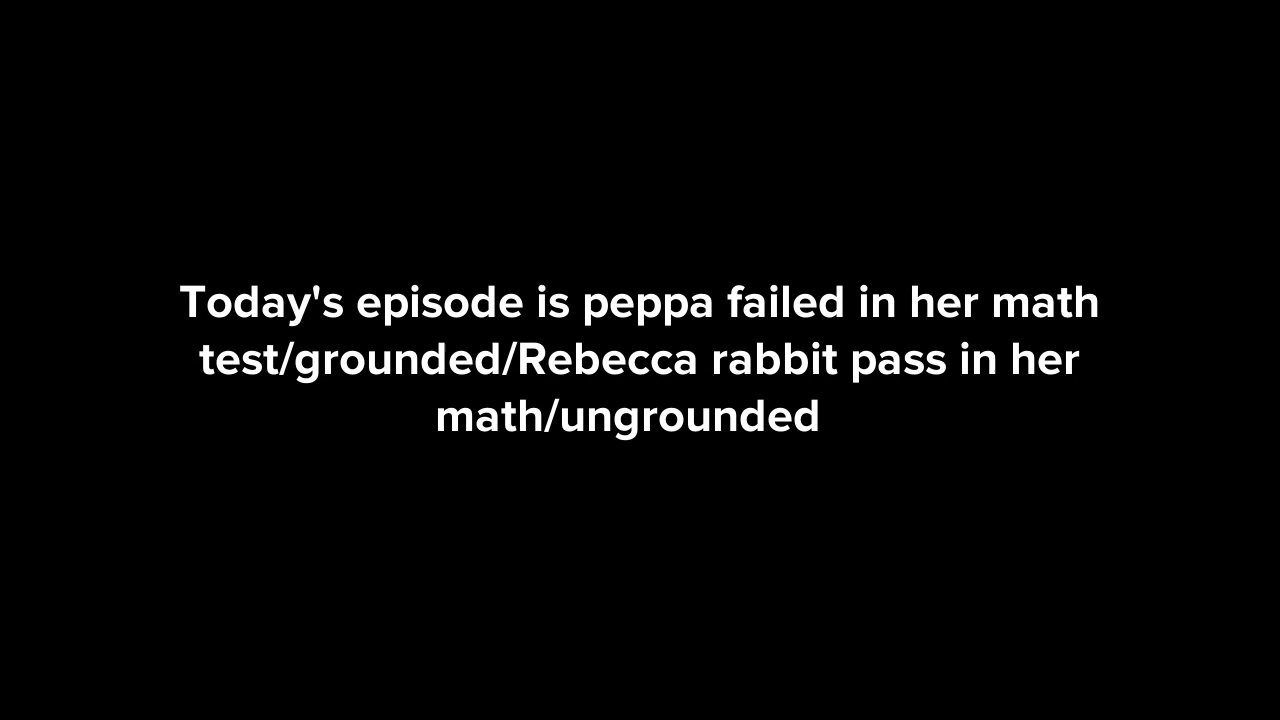 Today's episode is peppa failed in her math
test/grounded/Rebecca rabbit pass in her
math/ungrounded